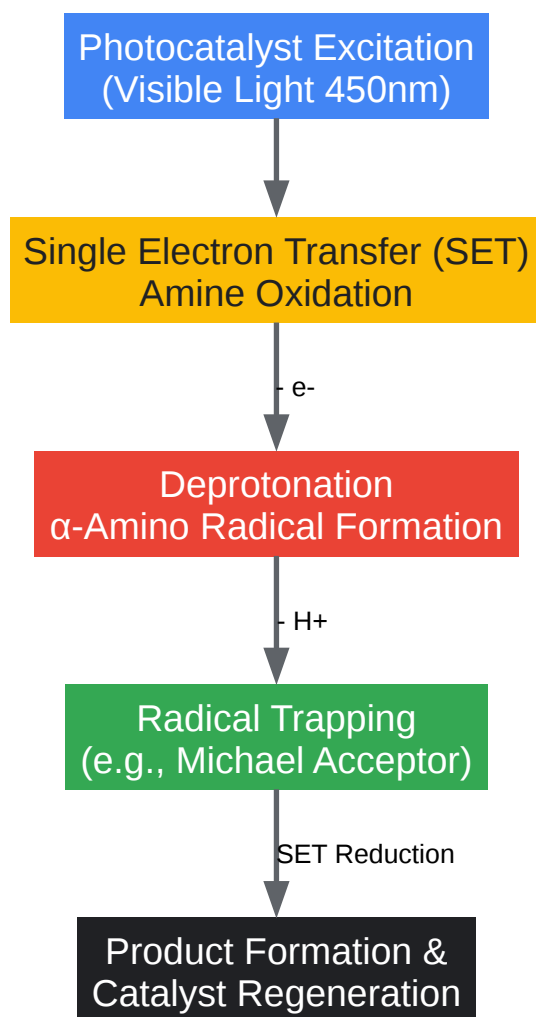 Photocatalyst Excitation
(Visible Light 450nm)
Single Electron Transfer (SET)
Amine Oxidation
- e-
Deprotonation
α-Amino Radical Formation
- H+
Radical Trapping
(e.g., Michael Acceptor)
SET Reduction
Product Formation &
Catalyst Regeneration